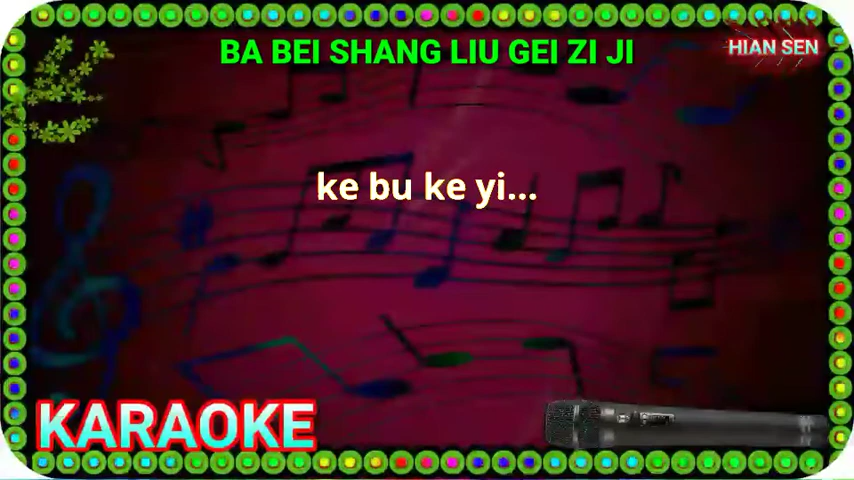 BA BEI SHANG LIU GEI ZI JI
HIAN SEN
ke bu ke yi...
KARAOKE